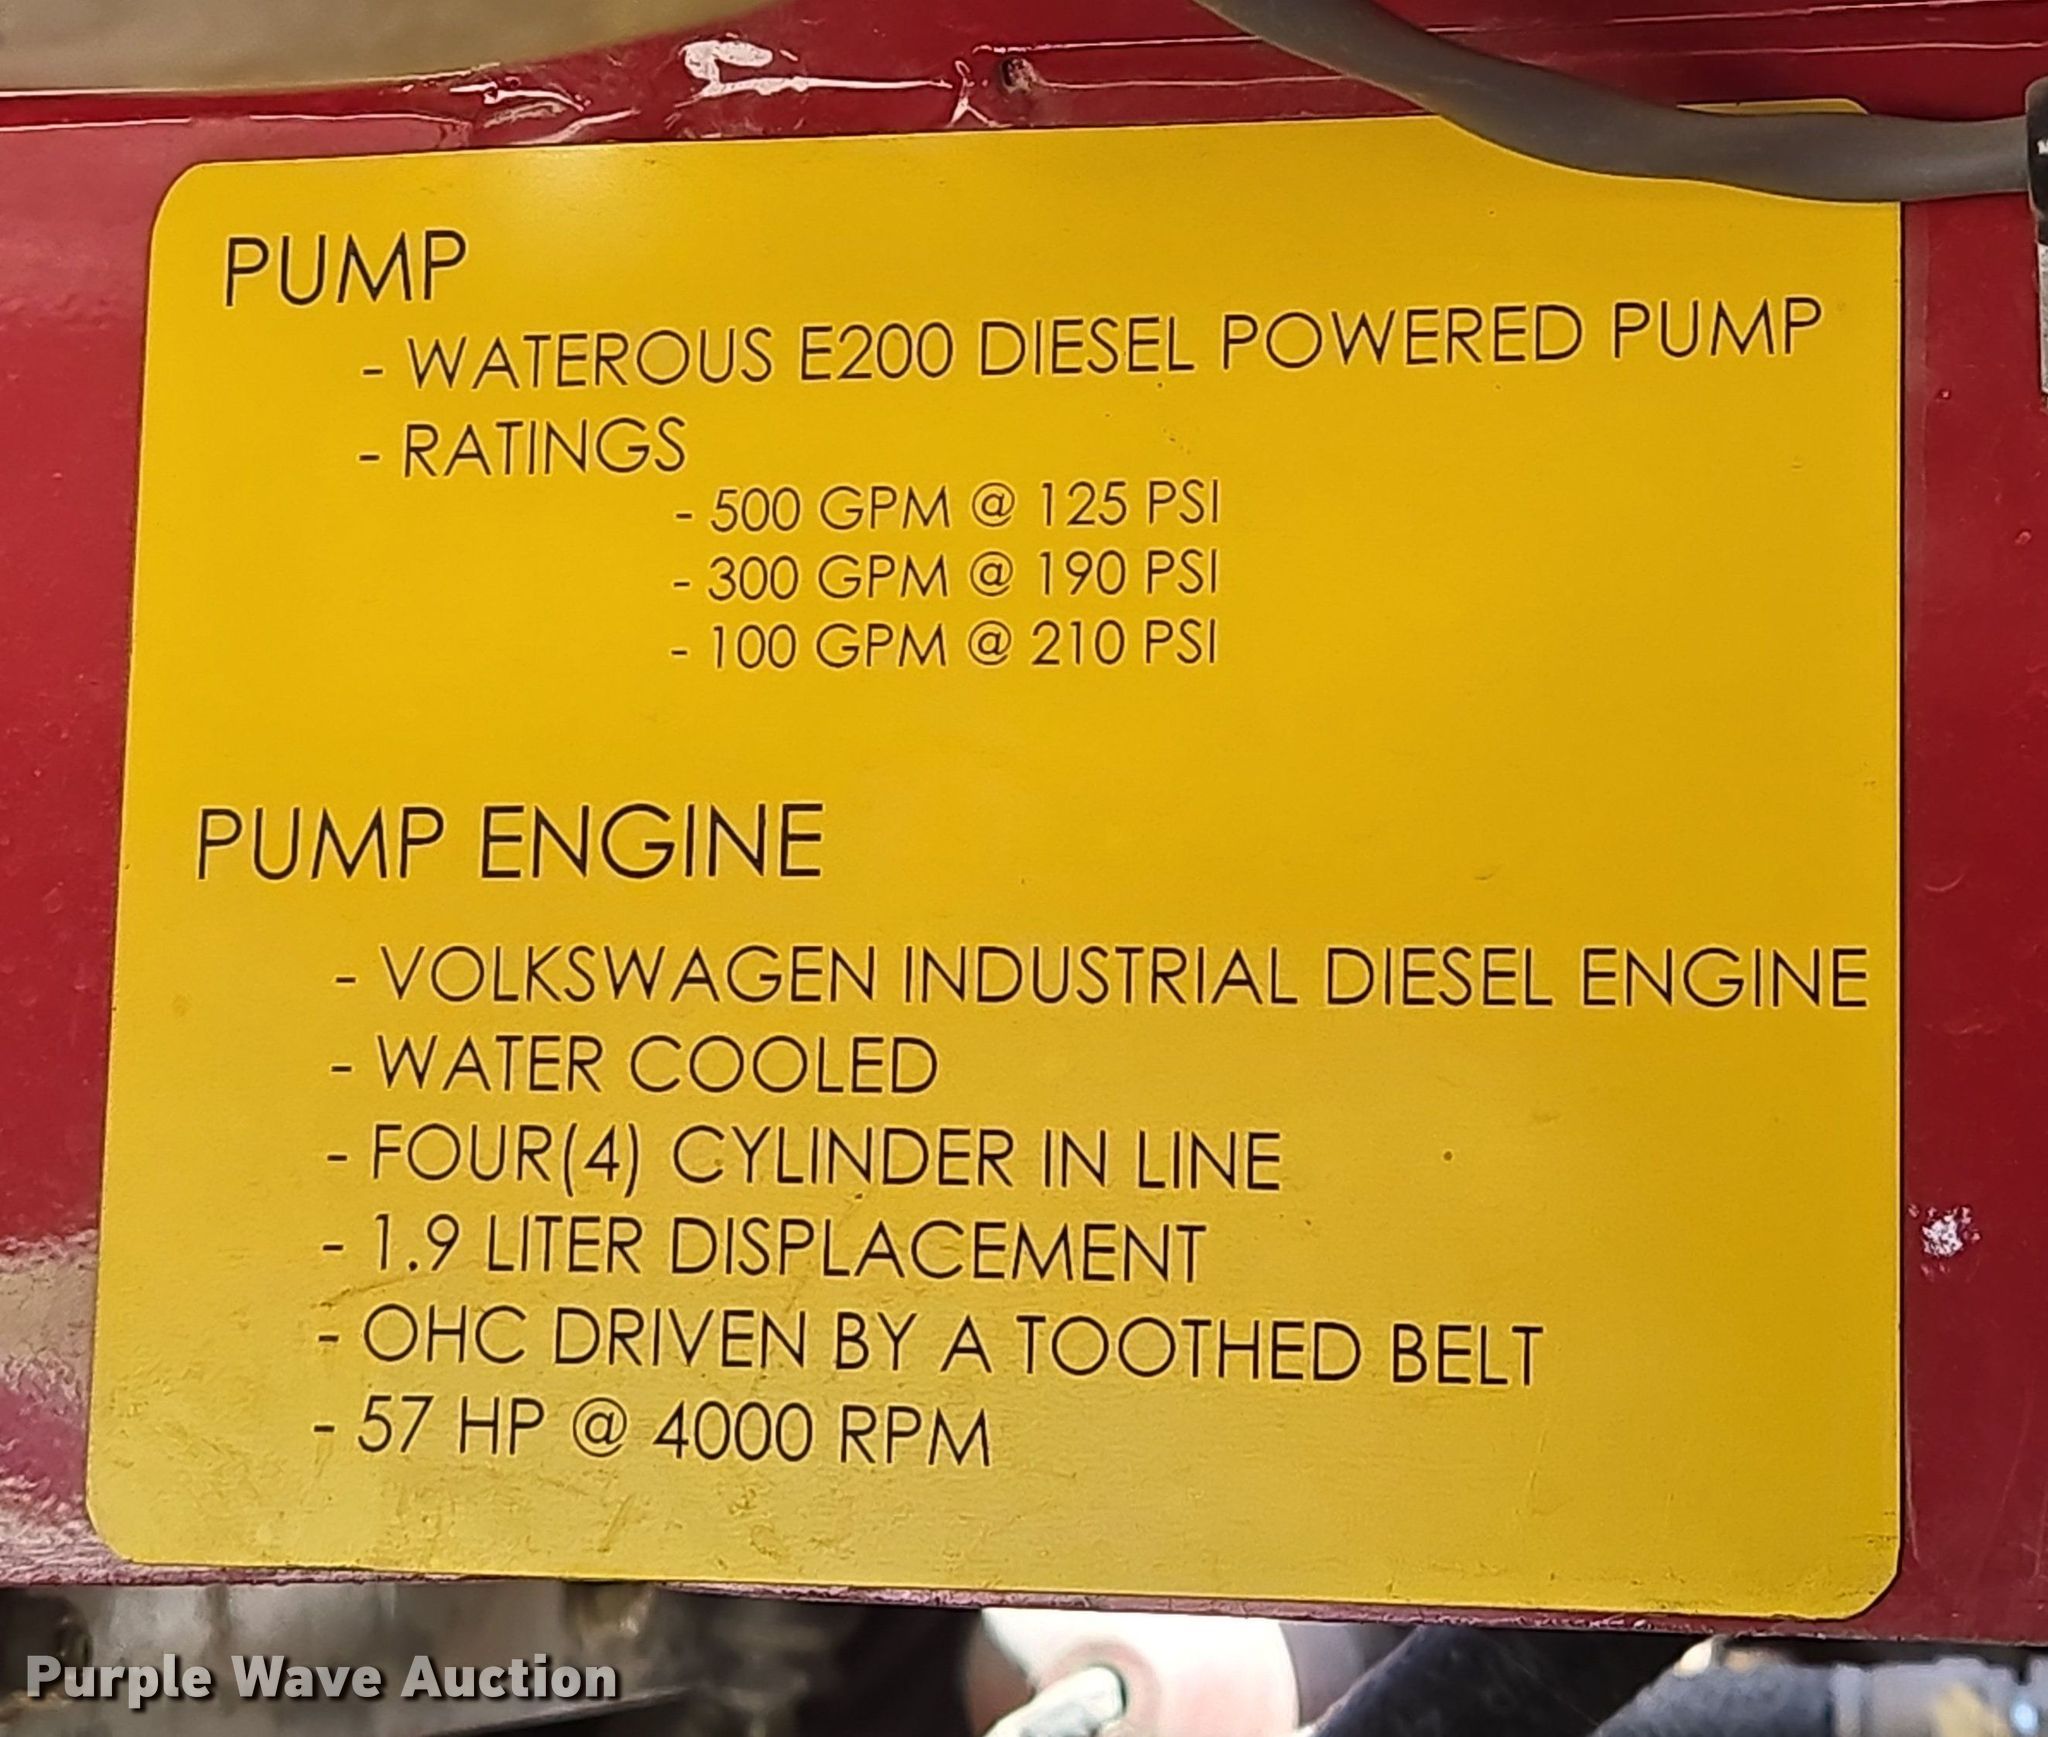 PUMP
- WATEROUS E200 DIESEL POWERED PUMP
- RATINGS
- 500 GPM @ 125 PSI
- 300 GPM @ 190 PSI
- 100 GPM @ 210 PSI
PUMP ENGINE
- VOLKSWAGEN INDUSTRIAL DIESEL ENGINE
- WATER COOLED
- FOUR(4) CYLINDER IN LINE
- 1.9 LITER DISPLACEMENT
- OHC DRIVEN BY A TOOTHED BELT
- 57 HP @ 4000 RPM
Purple Wave Auction